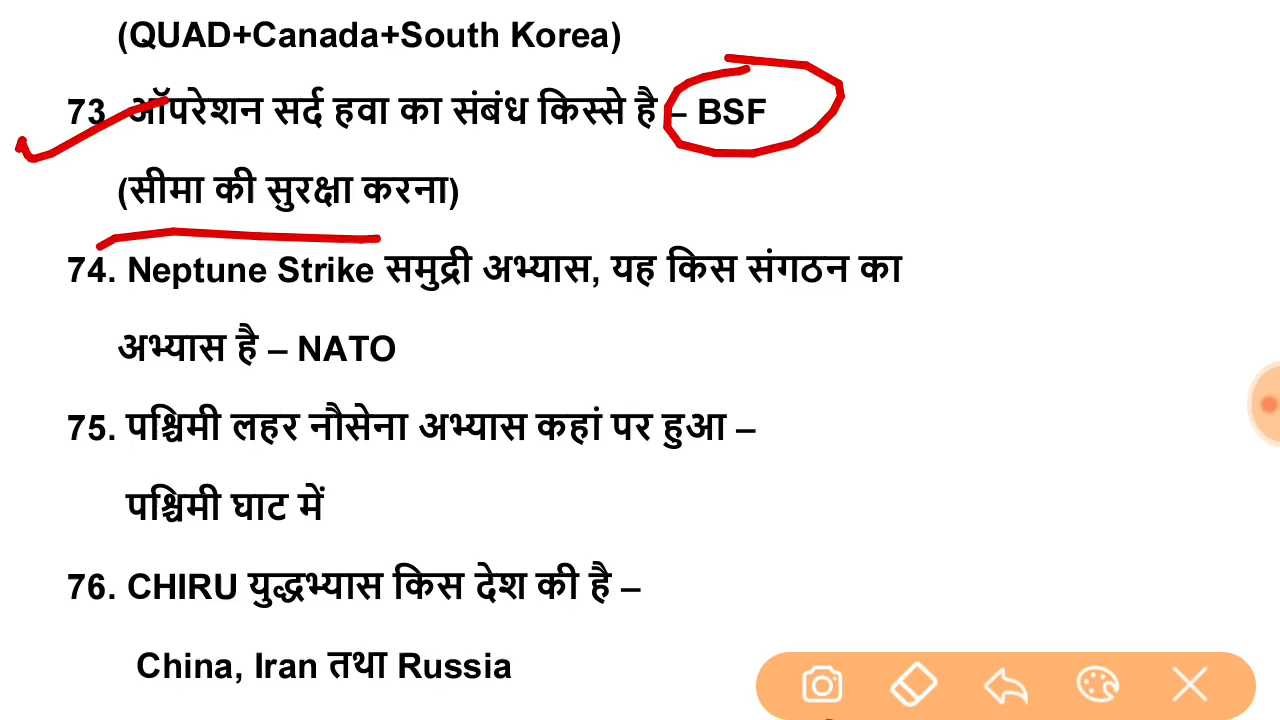 (QUAD+Canada+South Korea)
73. ऑपरेशन सर्द हवा का संबंध किस्से है – BSF
(सीमा की सुरक्षा करना)
74. Neptune Strike समुद्री अभ्यास, यह किस संगठन का
अभ्यास है – NATO
75. पश्चिमी लहर नौसेना अभ्यास कहां पर हुआ –
पश्चिमी घाट में
76. CHIRU युद्धभ्यास किस देश की है –
China, Iran तथा Russia